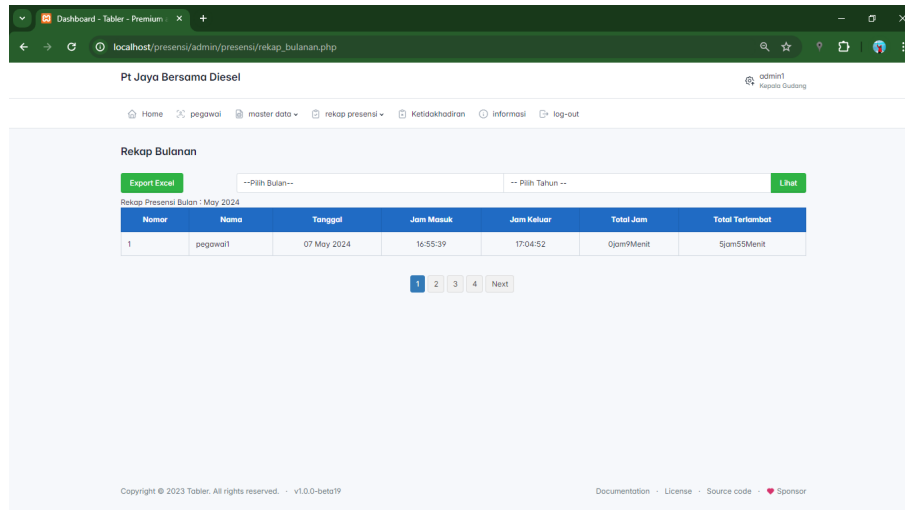 Dashboard - Tabler - Premium
localhost/presensi/admin/presensi/rekap_bulanan.php
Pt Jaya Bersama Diesel
admin1
Kepala Gudang
Home pegawai master data rekap presensi Ketidakhadiran informasi log-out
Rekap Bulanan
Export Excel --Pilih Bulan-- -- Pilih Tahun -- Lihat
Rekap Presensi Bulan : May 2024
Nomor Nama Tanggal Jam Masuk Jam Keluar Total Jam Total Terlambat
1 pegawai1 07 May 2024 16:55:39 17:04:52 0jam9Menit 5jam55Menit
1 2 3 4 Next
Copyright © 2023 Tabler. All rights reserved. · v1.0.0-beta19 Documentation · License · Source code · Sponsor